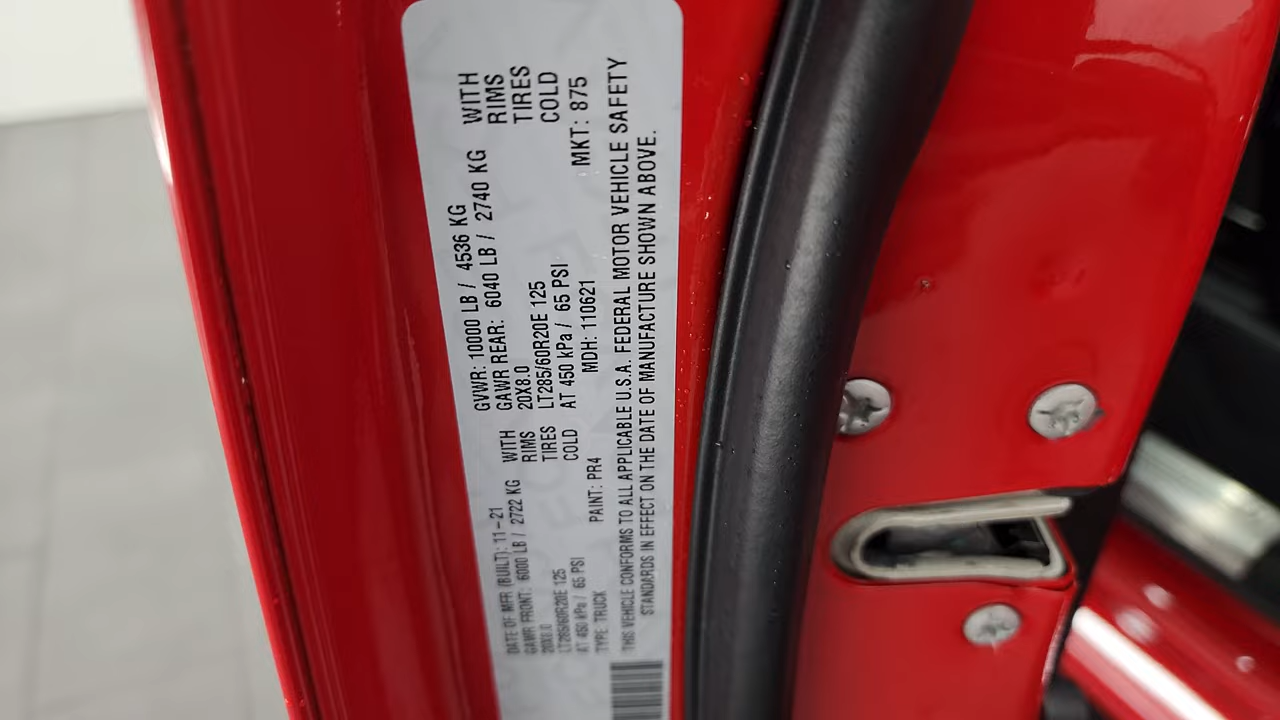 DATE OF MFR (BUILT): 11-21 GVWR: 10000 LB / 4536 KG
GAWR FRONT: 6000 LB / 2722 KG WITH GAWR REAR: 6040 LB / 2740 KG WITH
20X8.0 RIMS 20X8.0 RIMS
LT285/60R20E 125 TIRES LT285/60R20E 125 TIRES
AT 450 kPa / 65 PSI COLD AT 450 kPa / 65 PSI COLD
TYPE: TRUCK PAINT: PR4 MDH: 110621 MKT: 875
THIS VEHICLE CONFORMS TO ALL APPLICABLE U.S.A. FEDERAL MOTOR VEHICLE SAFETY
STANDARDS IN EFFECT ON THE DATE OF MANUFACTURE SHOWN ABOVE.